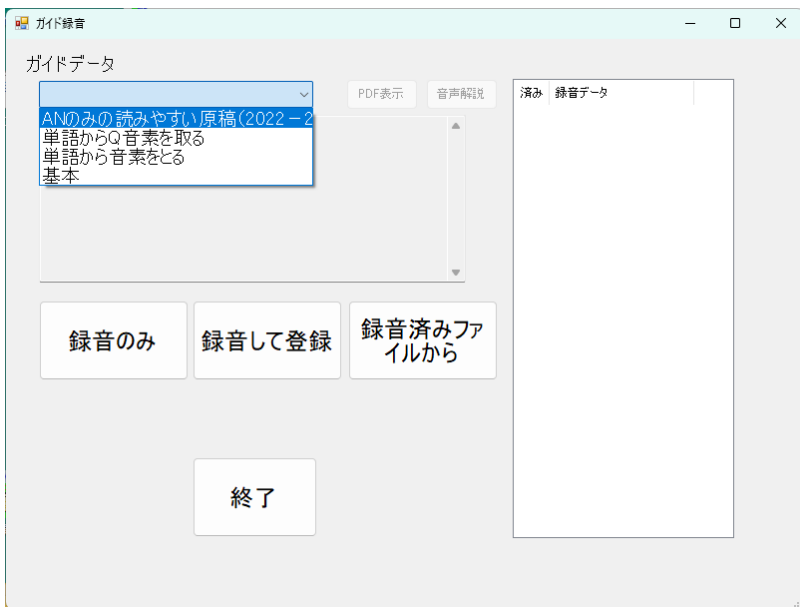 ガイド録音
ガイドデータ
PDF表示
音声解説
済み 録音データ
ANのみの読みやすい原稿(2022-2
単語からQ音素を取る
単語から音素をとる
基本
録音のみ
録音して登録
録音済みファ
イルから
終了